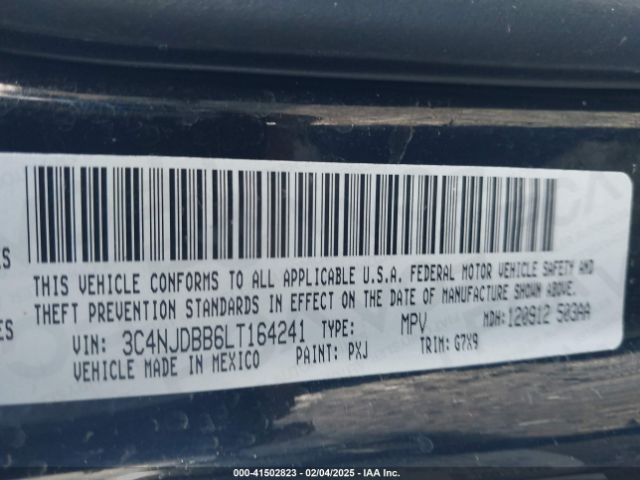 THIS VEHICLE CONFORMS TO ALL APPLICABLE U.S.A. FEDERAL MOTOR VEHICLE SAFETY AND
THEFT PREVENTION STANDARDS IN EFFECT ON THE DATE OF MANUFACTURE SHOWN ABOVE.
VIN: 3C4NJDBB6LT164241 TYPE: MPV MDH: 120912 503AA
VEHICLE MADE IN MEXICO PAINT: PXJ TRIM: G7X9
000-41502823 - 02/04/2025 - IAA Inc.